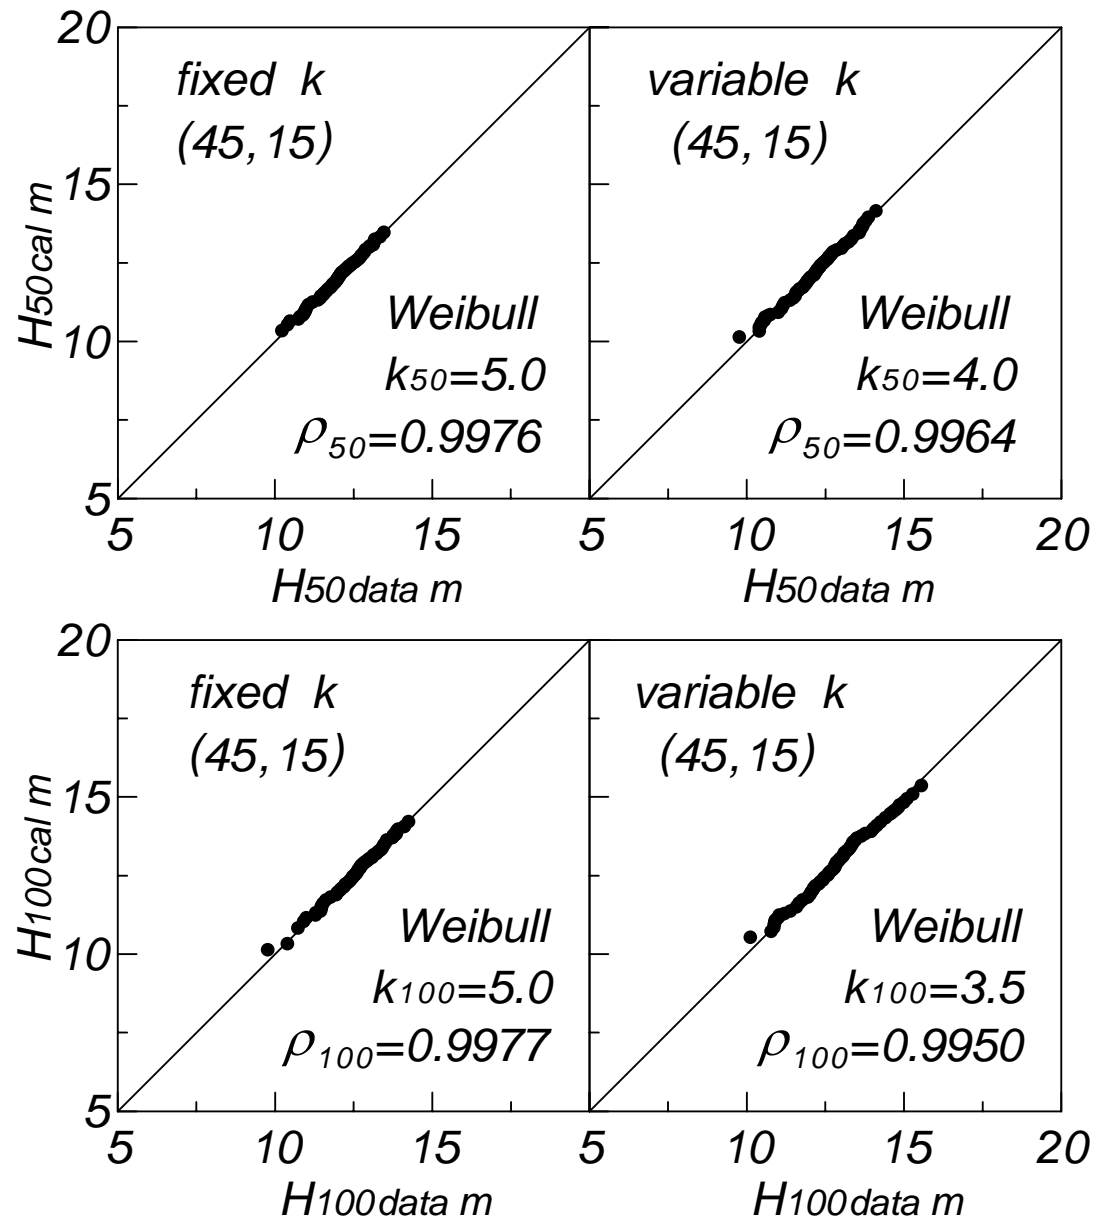 20
fixed k
variable k
(45, 15)
(45, 15)
15
H50cal m
Weibull
Weibull
10
k50=5.0
k50=4.0
ρ50=0.9976
ρ50=0.9964
5
5 10 15 5 10 15 20
H50data m
H50data m
20
fixed k
variable k
(45, 15)
(45, 15)
15
H100cal m
Weibull
Weibull
10
k100=5.0
k100=3.5
ρ100=0.9977
ρ100=0.9950
5
5 10 15 5 10 15 20
H100data m
H100data m